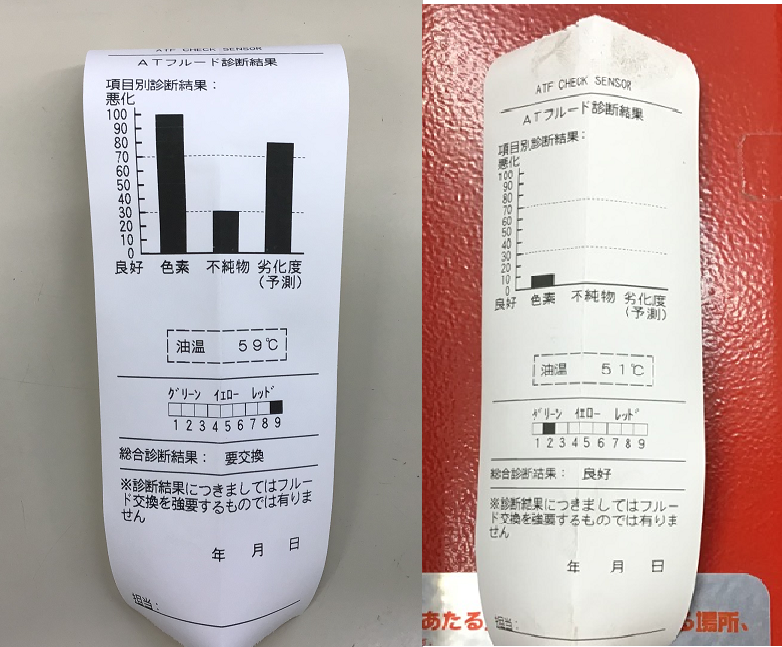 ATF CHECK SENSOR
ATフルード診断結果
項目別診断結果:
悪化
100
90
80
70
60
50
40
30
20
10
0
良好 色素 不純物 劣化度
(予測)
油温 59℃
グリーン イエロー レッド
1 2 3 4 5 6 7 8 9
総合診断結果: 要交換
※診断結果につきましてはフルー
ド交換を強要するものでは有りま
せん
年 月 日
担当:
ATF CHECK SENSOR
ATフルード診断結果
項目別診断結果:
悪化
100
90
80
70
60
50
40
30
20
10
0
良好 色素 不純物 劣化度
(予測)
油温 51℃
グリーン イエロー レッド
1 2 3 4 5 6 7 8 9
総合診断結果: 良好
※診断結果につきましてはフルー
ド交換を強要するものでは有りま
せん
年 月 日
担当:
あたる
る場所、